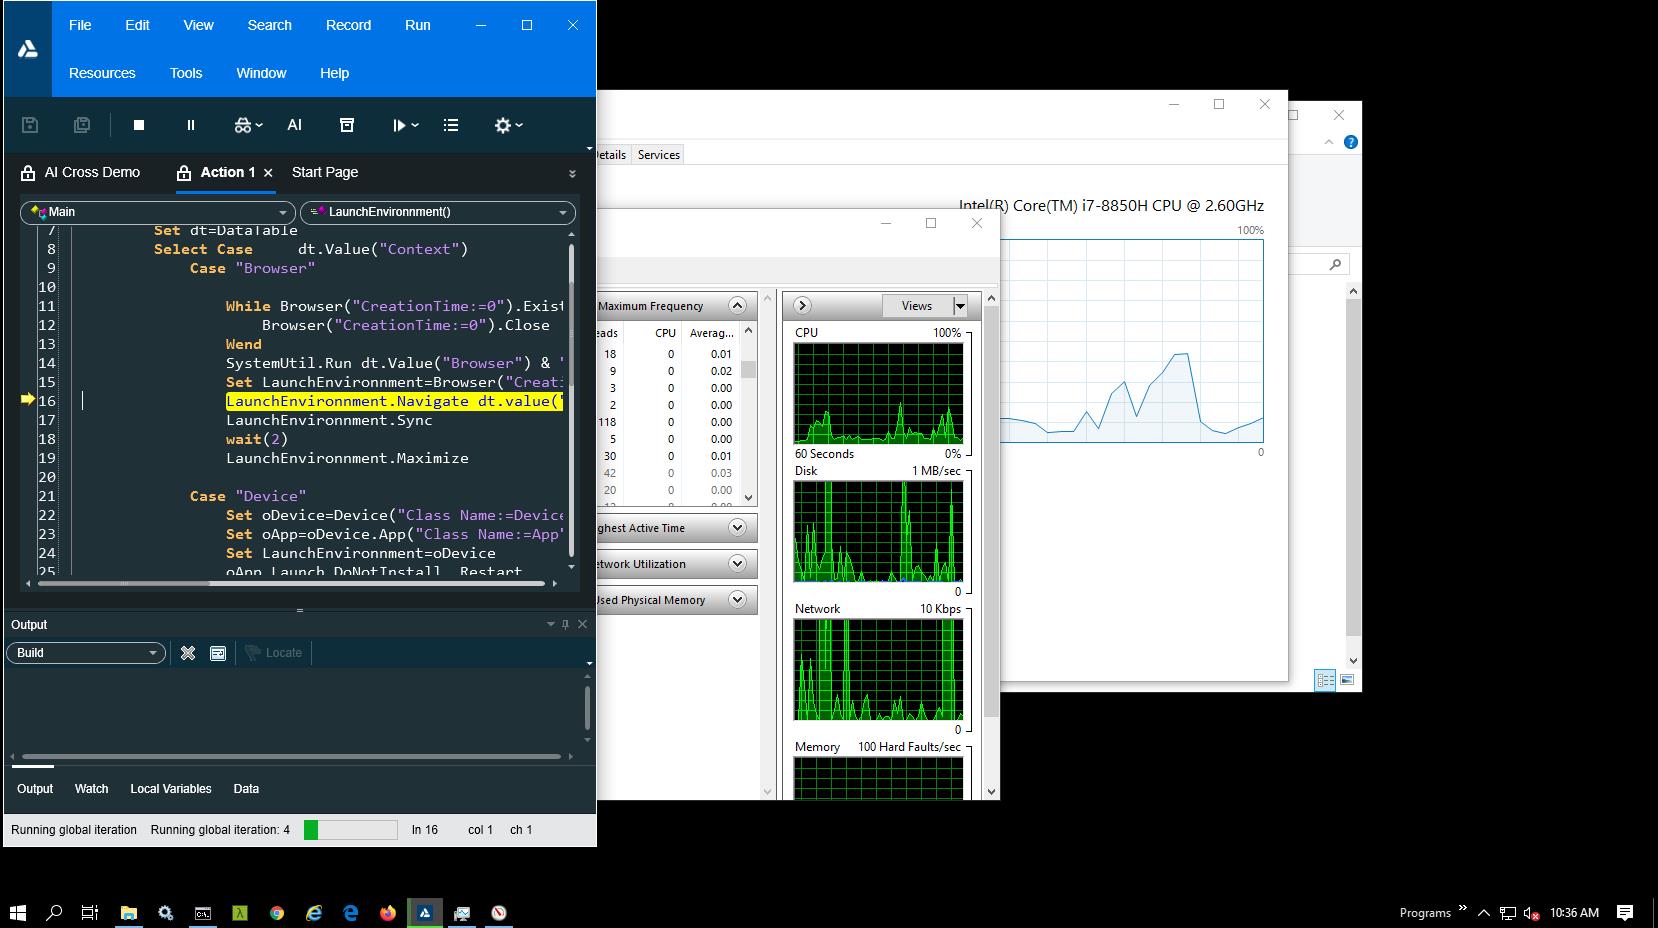 File Edit View Search Record Run
Resources Tools Window Help
AI
AI Cross Demo Action 1 Start Page
Main LaunchEnvironnment()
7 Set dt=DataTable
8 Select Case dt.Value("Context")
9 Case "Browser"
10
11 While Browser("CreationTime:=0").Exist
12 Browser("CreationTime:=0").Close
13 Wend
14 SystemUtil.Run dt.Value("Browser") & "
15 Set LaunchEnvironnment=Browser("Creati
16 LaunchEnvironnment.Navigate dt.value("
17 LaunchEnvironnment.Sync
18 wait(2)
19 LaunchEnvironnment.Maximize
20
21 Case "Device"
22 Set oDevice=Device("Class Name:=Device
23 Set oApp=oDevice.App("Class Name:=App"
24 Set LaunchEnvironnment=oDevice
25 oApp.Launch DoNotInstall, Restart
Output
Build Locate
Output Watch Local Variables Data
Running global iteration Running global iteration: 4 ln 16 col 1 ch 1
Details Services
Intel(R) Core(TM) i7-8850H CPU @ 2.60GHz
100%
0
Maximum Frequency
eads CPU Averag...
18 0 0.01
9 0 0.02
3 0 0.00
2 0 0.00
118 0 0.00
5 0 0.00
30 0 0.01
42 0 0.03
20 0 0.00
12 0 0.00
ghest Active Time
etwork Utilization
Used Physical Memory
Views
CPU 100%
60 Seconds 0%
Disk 1 MB/sec
0
Network 10 Kbps
0
Memory 100 Hard Faults/sec
Programs » 10:36 AM